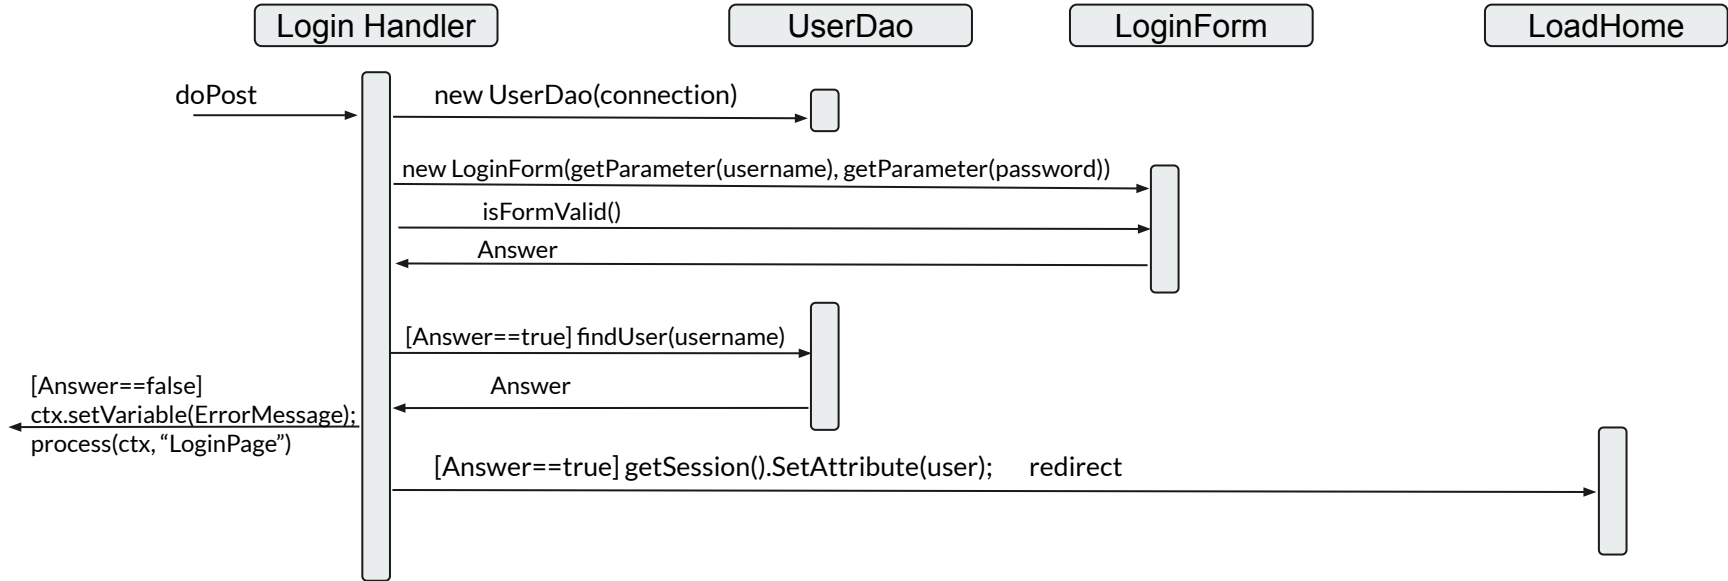 Login Handler
UserDao
LoginForm
LoadHome
doPost
new UserDao(connection)
new LoginForm(getParameter(username), getParameter(password))
isFormValid()
Answer
[Answer==true] findUser(username)
Answer
[Answer==false]
ctx.setVariable(ErrorMessage);
process(ctx, “LoginPage”)
[Answer==true] getSession().SetAttribute(user); redirect